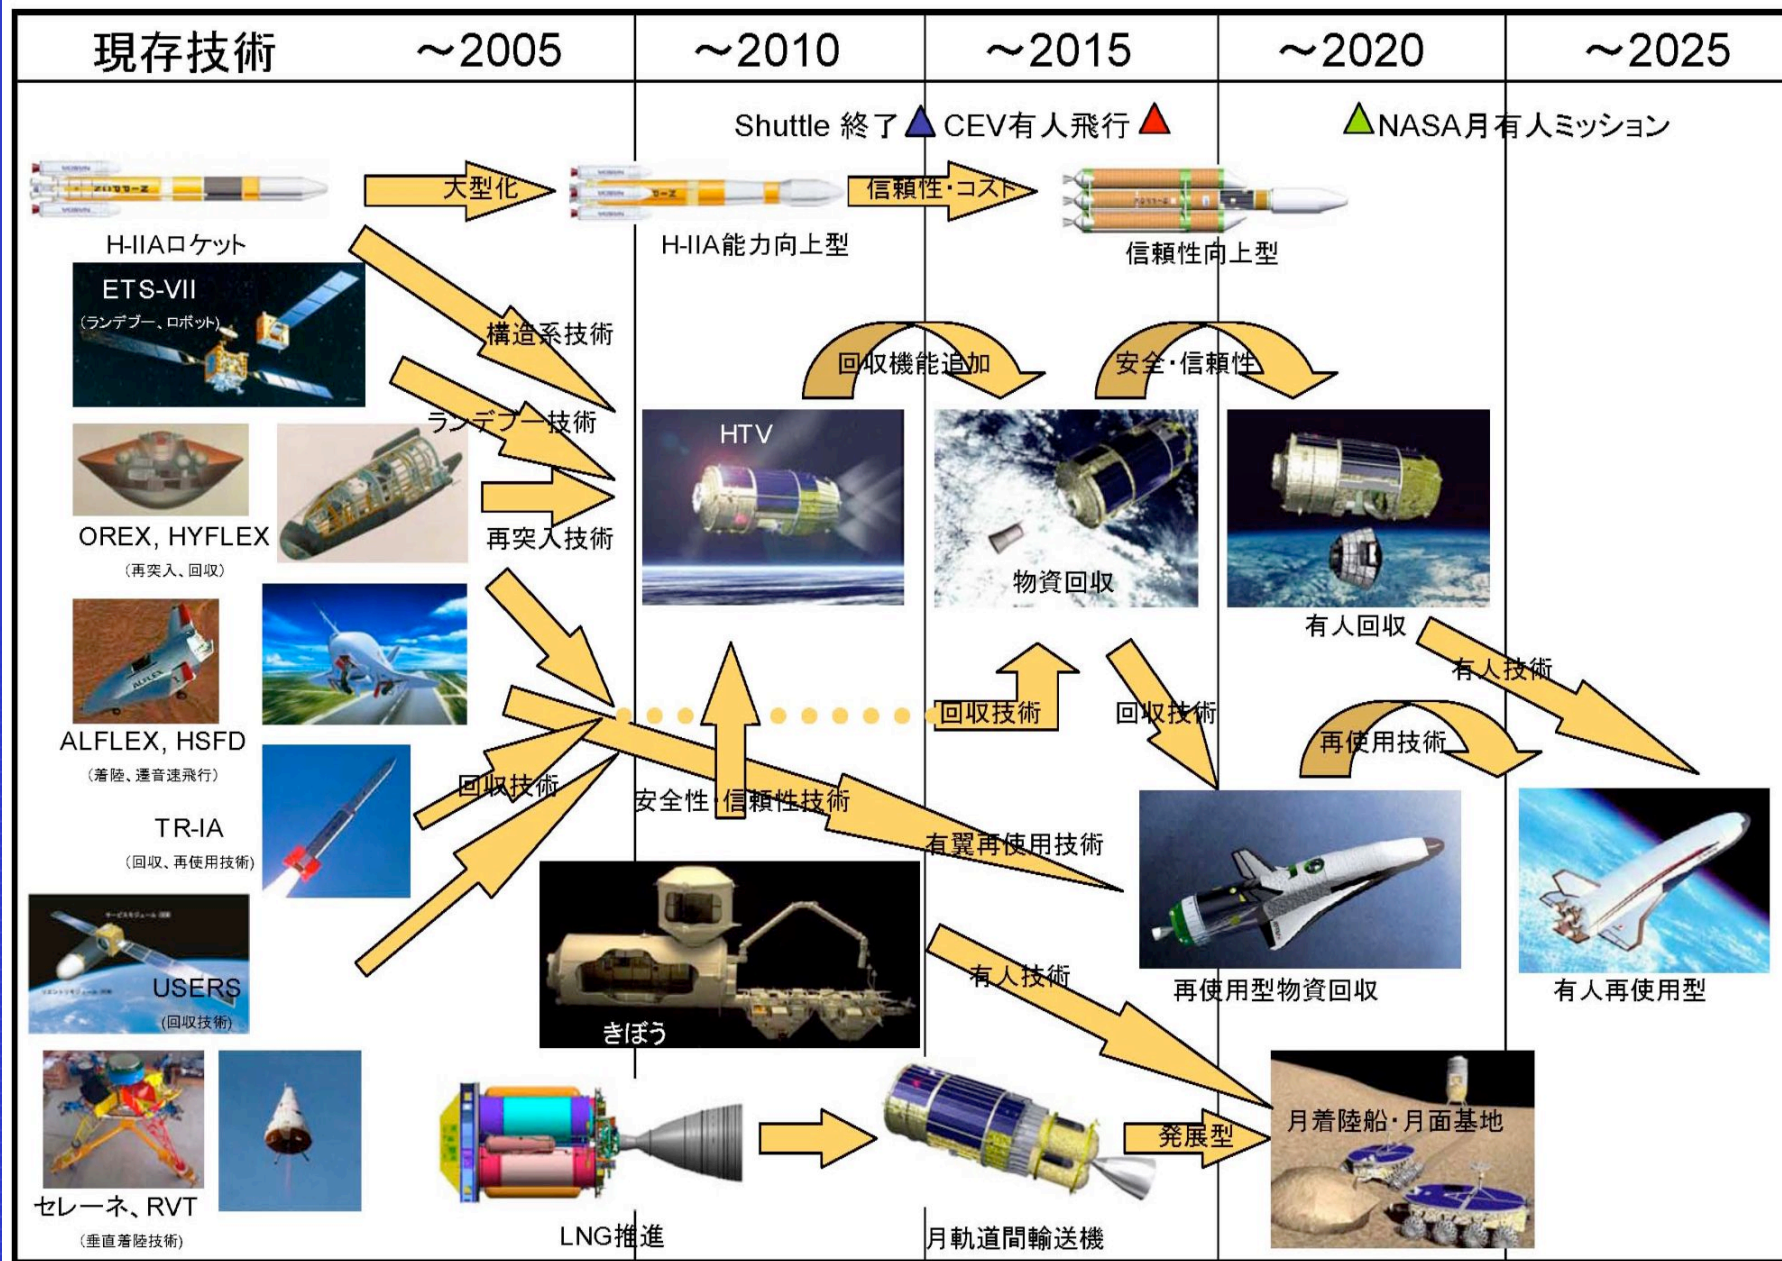 現存技術 ～2005 ～2010 ～2015 ～2020 ～2025
Shuttle 終了 CEV有人飛行 NASA月有人ミッション
大型化
信頼性・コスト
NIPPON
H-IIAロケット
H-IIA能力向上型
信頼性向上型
ETS-VII
(ランデブー、ロボット)
構造系技術
回収機能追加
安全・信頼性
ランデブー技術
HTV
OREX, HYFLEX
(再突入、回収)
再突入技術
物資回収
有人回収
有人技術
ALFLEX
ALFLEX, HSFD
(着陸、遷音速飛行)
回収技術
回収技術
再使用技術
回収技術
安全性・信頼性技術
TR-IA
(回収、再使用技術)
有翼再使用技術
USERS
(回収技術)
きぼう
有人技術
再使用型物資回収
有人再使用型
月着陸船・月面基地
発展型
セレーネ、RVT
(垂直着陸技術)
LNG推進
月軌道間輸送機